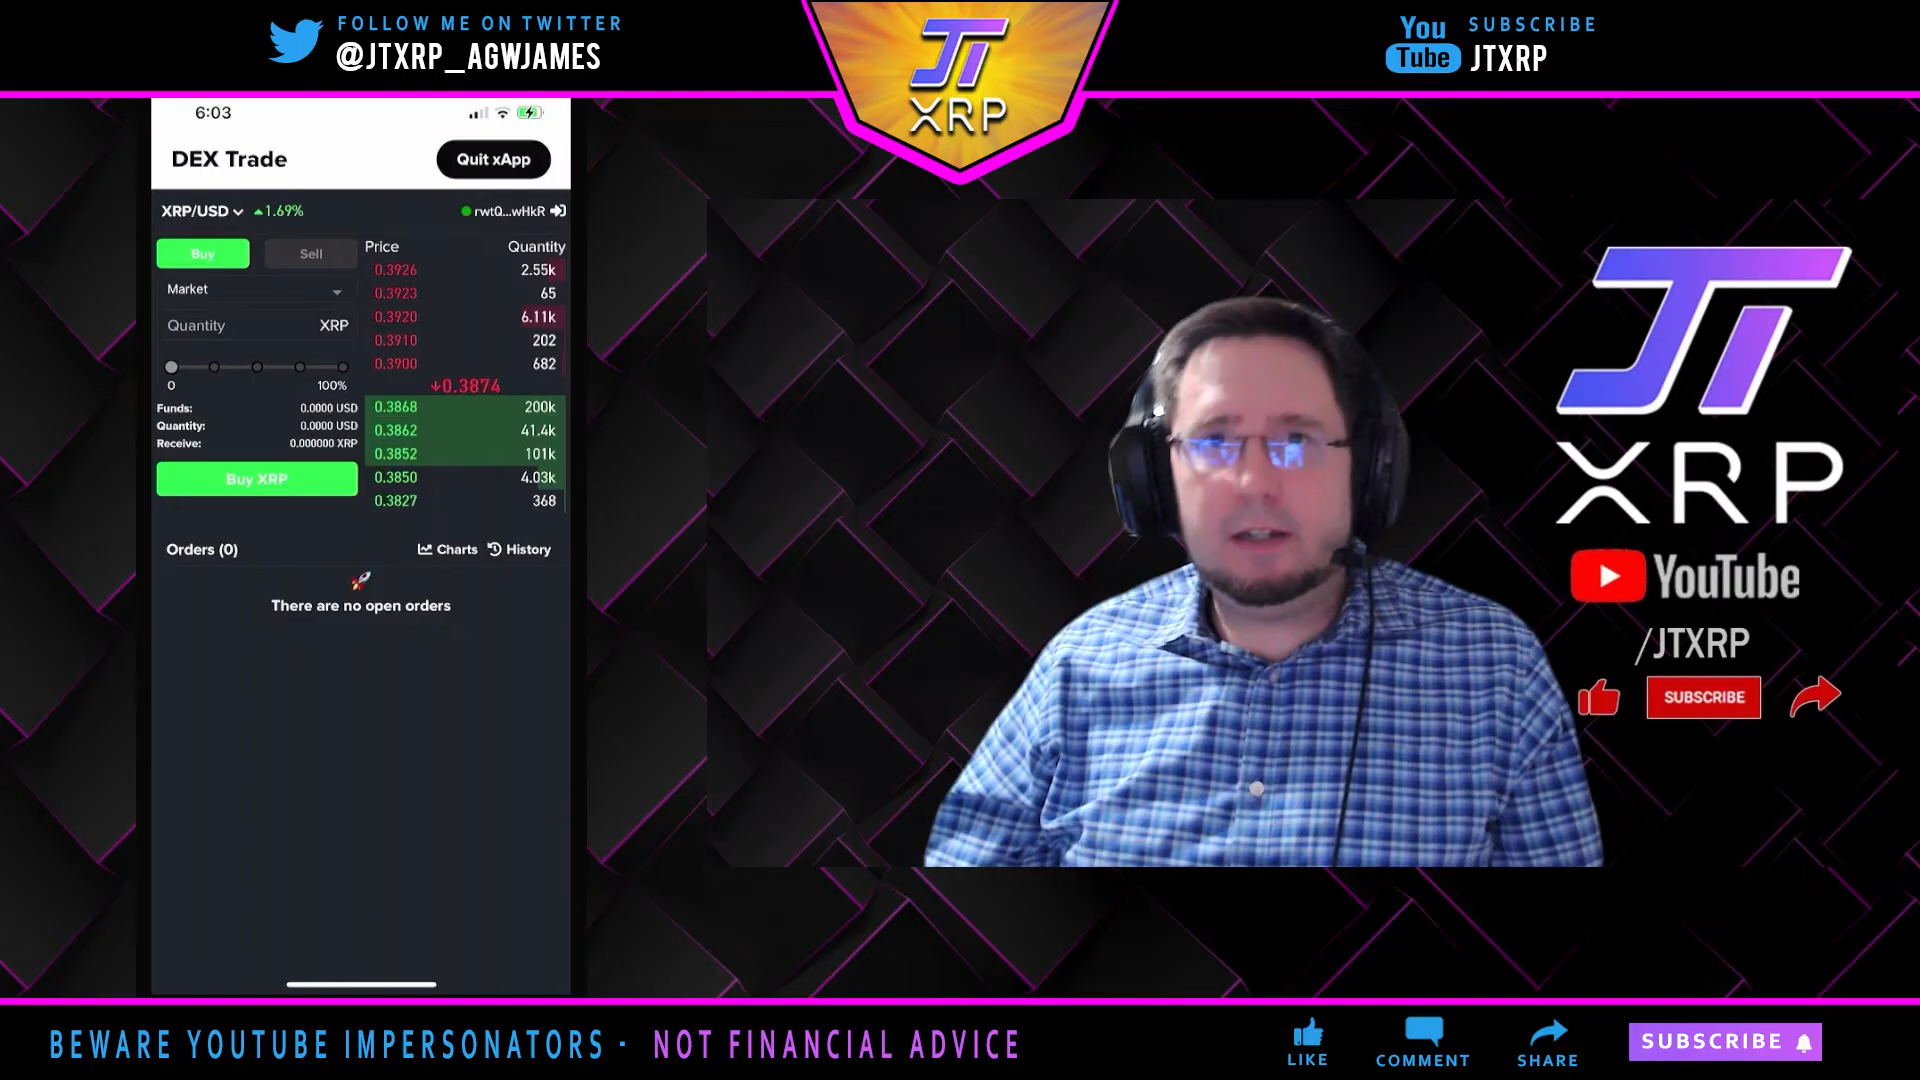 FOLLOW ME ON TWITTER
@JTXRP_AGWJAMES
JT
XRP
You
Tube
SUBSCRIBE
JTXRP
6:03
DEX Trade
Quit xApp
XRP/USD
1.69%
rwtQ...wHkR
Buy
Sell
Market
Quantity XRP
0 100%
Funds: 0.0000 USD
Quantity: 0.0000 USD
Receive: 0.000000 XRP
Buy XRP
Price Quantity
0.3926 2.55k
0.3923 65
0.3920 6.11k
0.3910 202
0.3900 682
↓0.3874
0.3868 200k
0.3862 41.4k
0.3852 101k
0.3850 4.03k
0.3827 368
Orders (0)
Charts
History
There are no open orders
JT
XRP
YouTube
/JTXRP
SUBSCRIBE
BEWARE YOUTUBE IMPERSONATORS - NOT FINANCIAL ADVICE
LIKE
COMMENT
SHARE
SUBSCRIBE